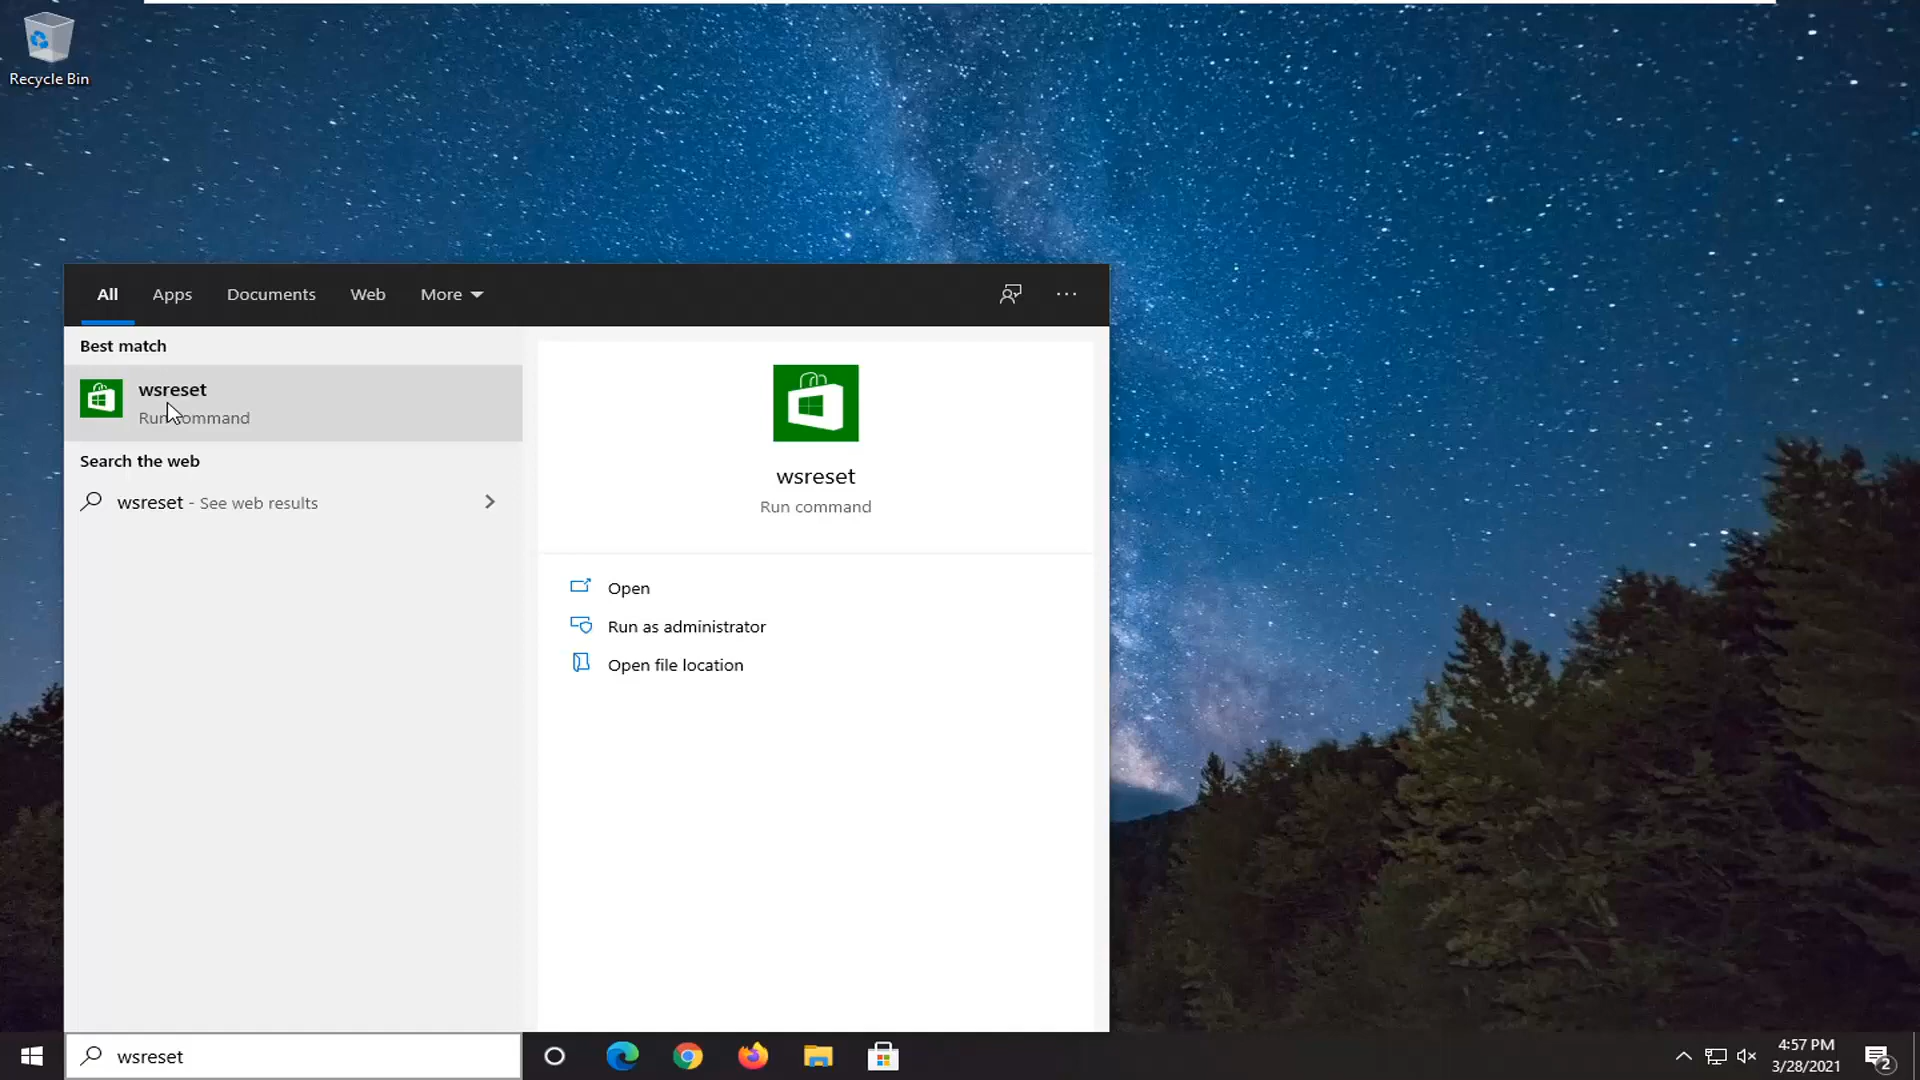 Recycle Bin
All Apps Documents Web More
Best match
wsreset
Run command
Search the web
wsreset - See web results
wsreset
Run command
Open
Run as administrator
Open file location
wsreset
4:57 PM
3/28/2021
2